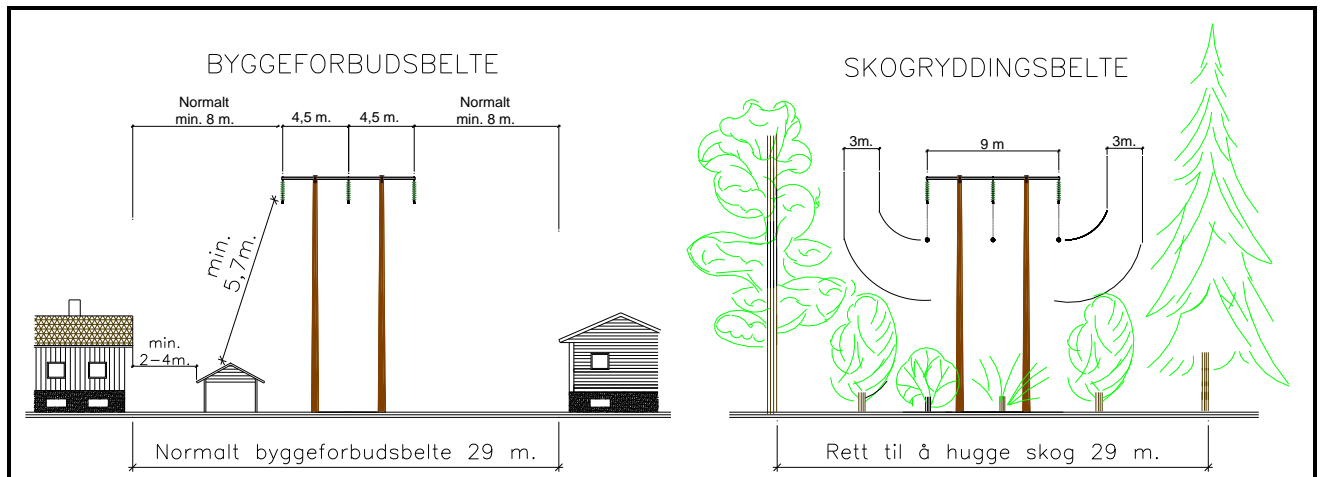 BYGGEFORBUDSBELTE
Normalt
min. 8 m.
4,5 m.
4,5 m.
Normalt
min. 8 m.
min.
5,7m.
min.
2-4m.
Normalt byggeforbudsbelte 29 m.
SKOGRYDDINGSBELTE
3m.
9 m
3m.
Rett til å hugge skog 29 m.